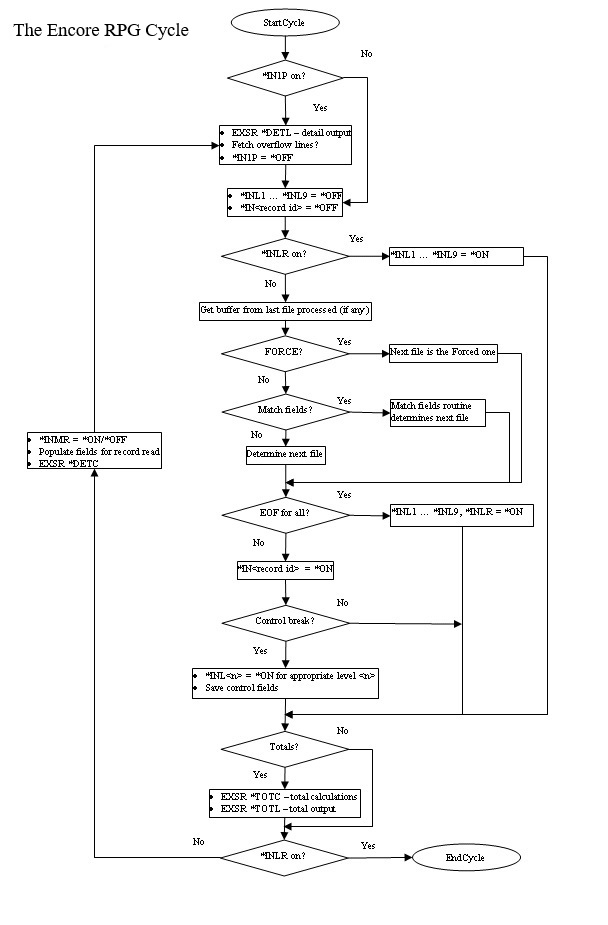 The Encore RPG Cycle
StartCycle
No
*IN1P on?
Yes
• EXSR *DETL – detail output
• Fetch overflow lines?
• *IN1P = *OFF
• *INL1 ... *INL9 = *OFF
• *IN<record id> = *OFF
Yes
*INLR on?
*INL1 ... *INL9 = *ON
No
Get buffer from last file processed (if any)
Yes
FORCE?
Next file is the Forced one
No
Yes
Match fields?
Match fields routine
determines next file
No
• *INMR = *ON/*OFF
• Populate fields for record read
• EXSR *DETC
Determine next file
Yes
EOF for all?
*INL1 ... *INL9, *INLR = *ON
No
*IN<record id> = *ON
No
Control break?
Yes
• *INL<n> = *ON for appropriate level <n>
• Save control fields
No
Totals?
Yes
• EXSR *TOTC – total calculations
• EXSR *TOTL – total output
No
Yes
*INLR on?
EndCycle